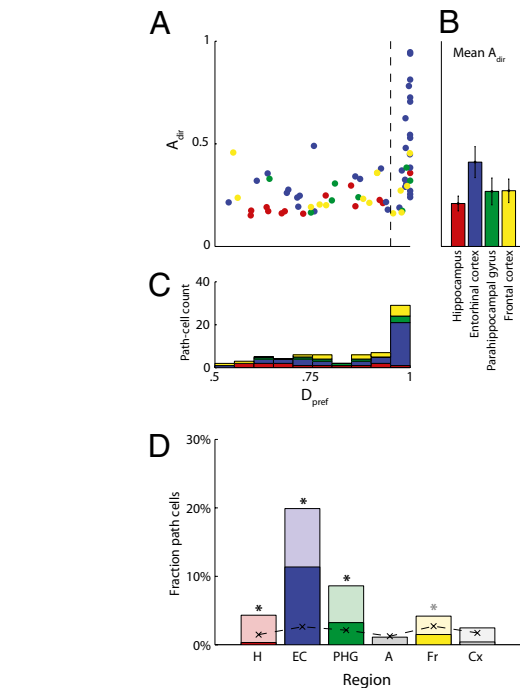 A
B
1
0.5
0
A dir
Mean A dir
Hippocampus
Entorhinal cortex
Parahippocampal gyrus
Frontal cortex
C
40
20
0
Path-cell count
.5
.75
1
D pref
D
30%
20%
10%
0%
Fraction path cells
*
*
*
*
H
EC
PHG
A
Fr
Cx
Region